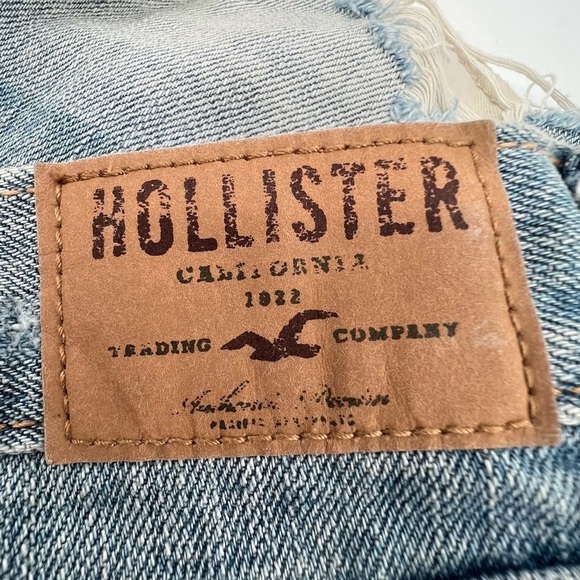 HOLLISTER
CALIFORNIA
1922
TRADING COMPANY